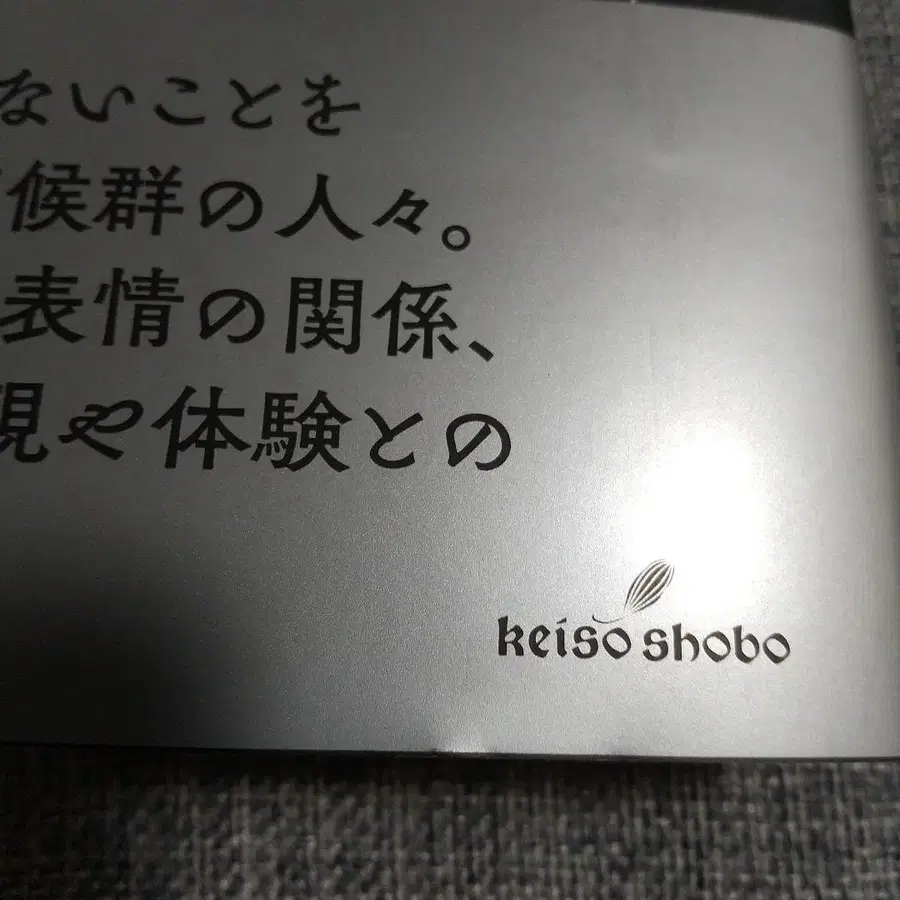 ないことを
候群の人々。
表情の関係、
現や体験との
keiso shobo